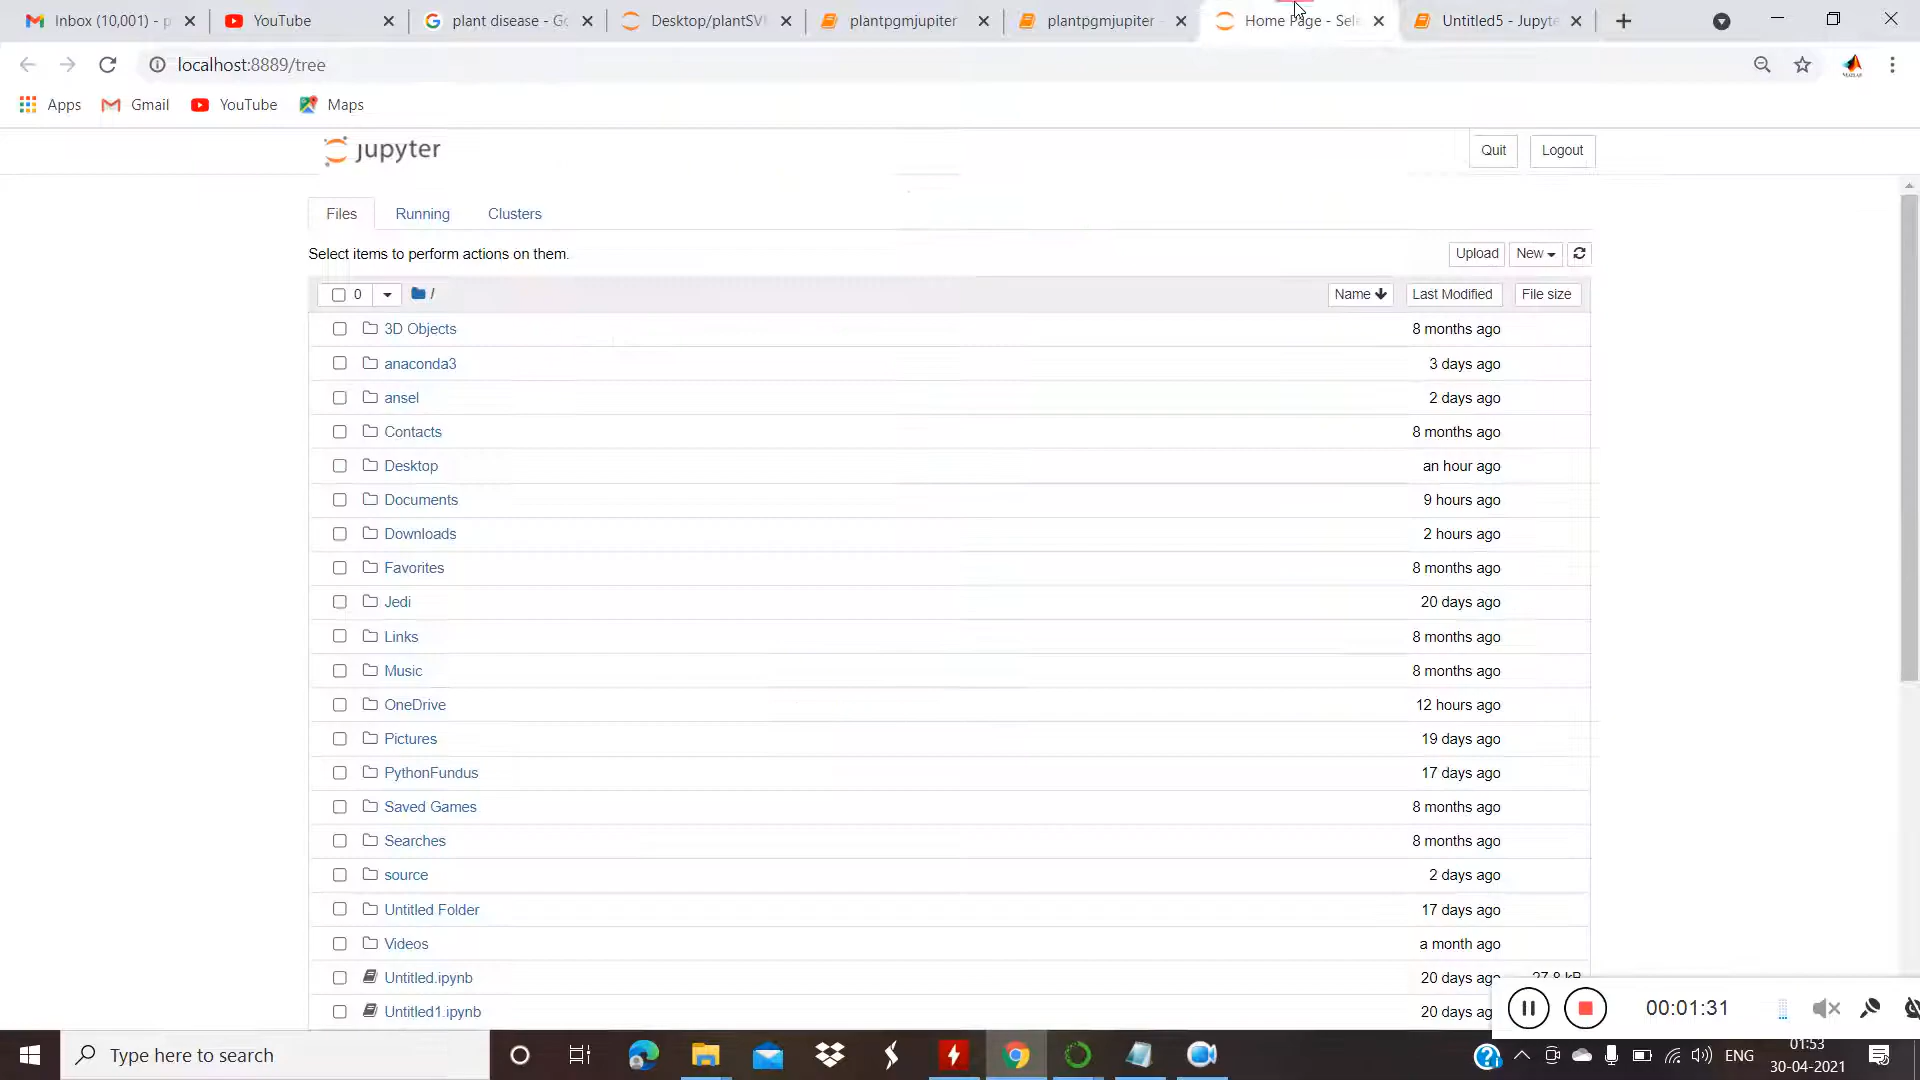 Inbox (10,001) - p
YouTube
plant disease - Go
Desktop/plantSV
plantpgmjupiter
plantpgmjupiter -
Home Page - Sele
Untitled5 - Jupyte
localhost:8889/tree
Apps
Gmail
YouTube
Maps
jupyter
Quit
Logout
Files
Running
Clusters
Select items to perform actions on them.
Upload
New
0
/
Name
Last Modified
File size
3D Objects
8 months ago
anaconda3
3 days ago
ansel
2 days ago
Contacts
8 months ago
Desktop
an hour ago
Documents
9 hours ago
Downloads
2 hours ago
Favorites
8 months ago
Jedi
20 days ago
Links
8 months ago
Music
8 months ago
OneDrive
12 hours ago
Pictures
19 days ago
PythonFundus
17 days ago
Saved Games
8 months ago
Searches
8 months ago
source
2 days ago
Untitled Folder
17 days ago
Videos
a month ago
Untitled.ipynb
20 days ago
27.8 kB
Untitled1.ipynb
20 days ag
00:01:31
Type here to search
ENG
01:53
30-04-2021